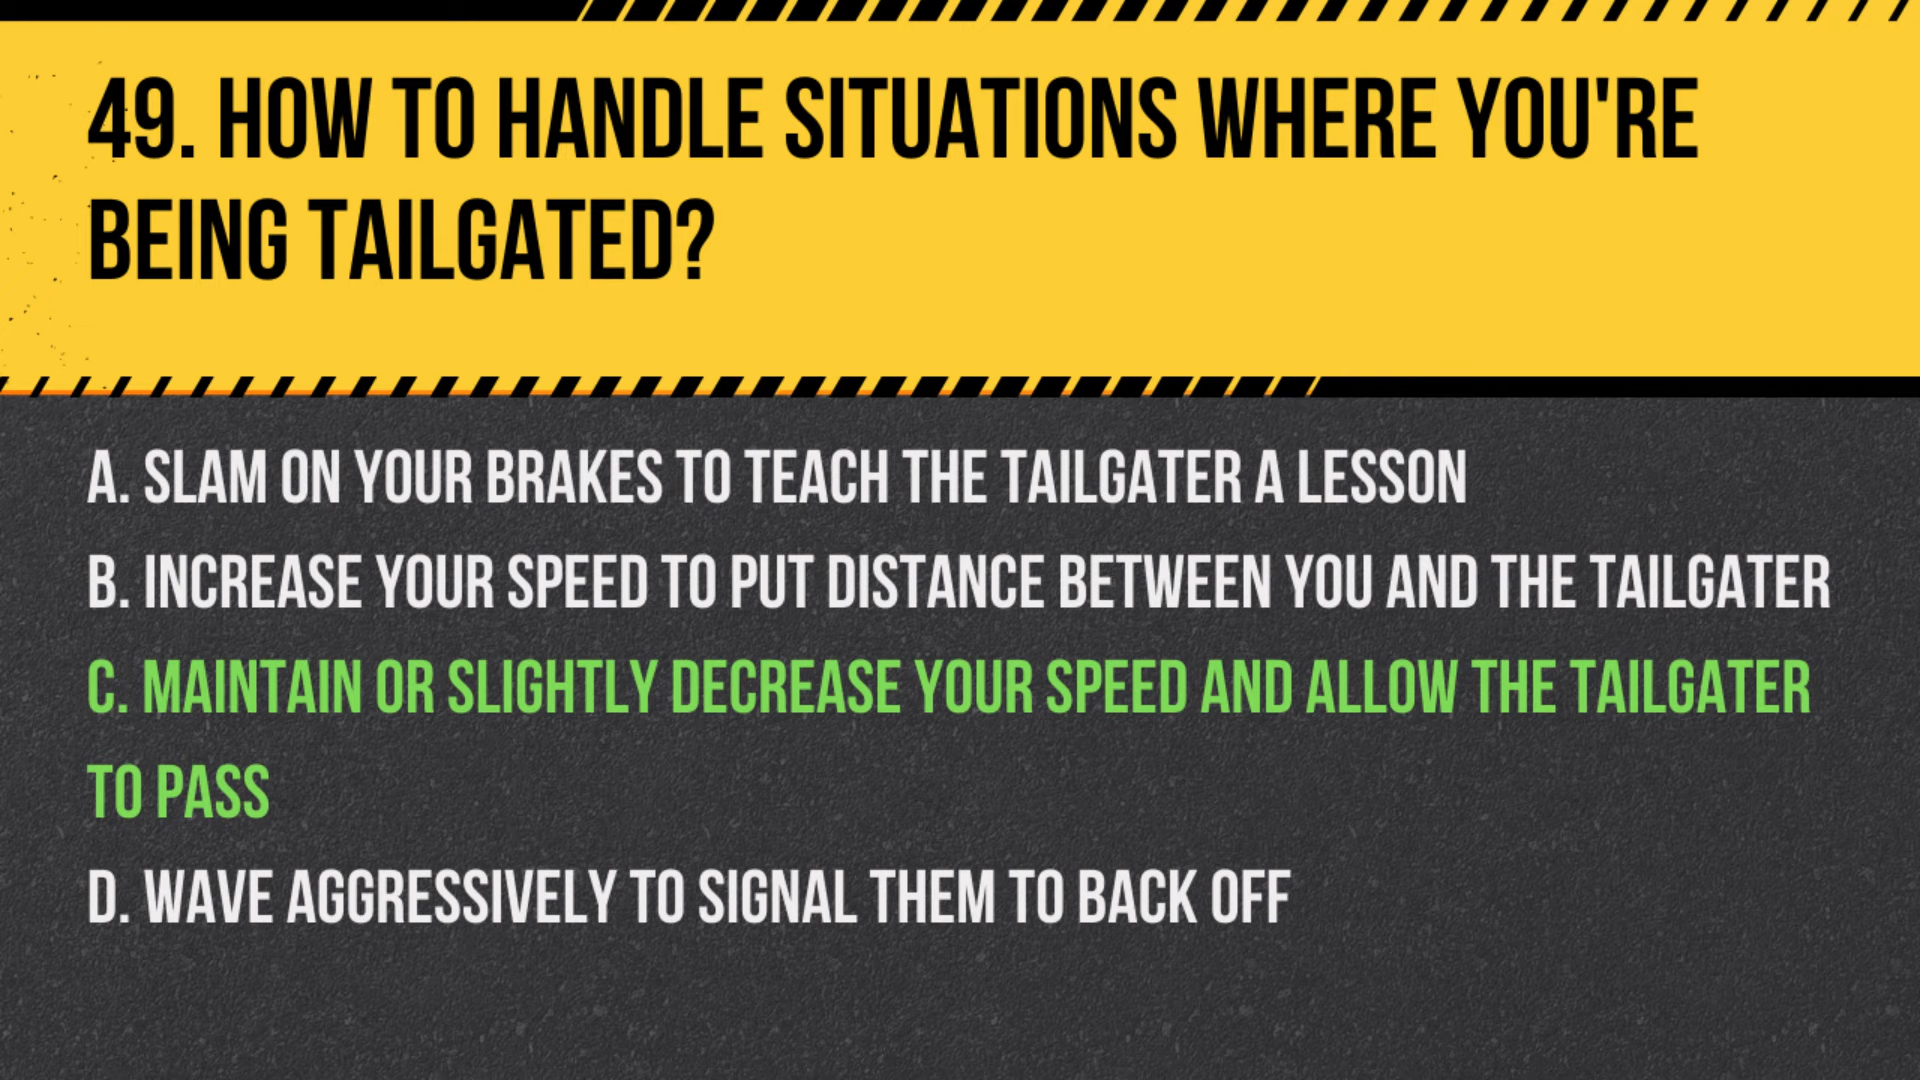 49. HOW TO HANDLE SITUATIONS WHERE YOU'RE
BEING TAILGATED?
A. SLAM ON YOUR BRAKES TO TEACH THE TAILGATER A LESSON
B. INCREASE YOUR SPEED TO PUT DISTANCE BETWEEN YOU AND THE TAILGATER
C. MAINTAIN OR SLIGHTLY DECREASE YOUR SPEED AND ALLOW THE TAILGATER
TO PASS
D. WAVE AGGRESSIVELY TO SIGNAL THEM TO BACK OFF